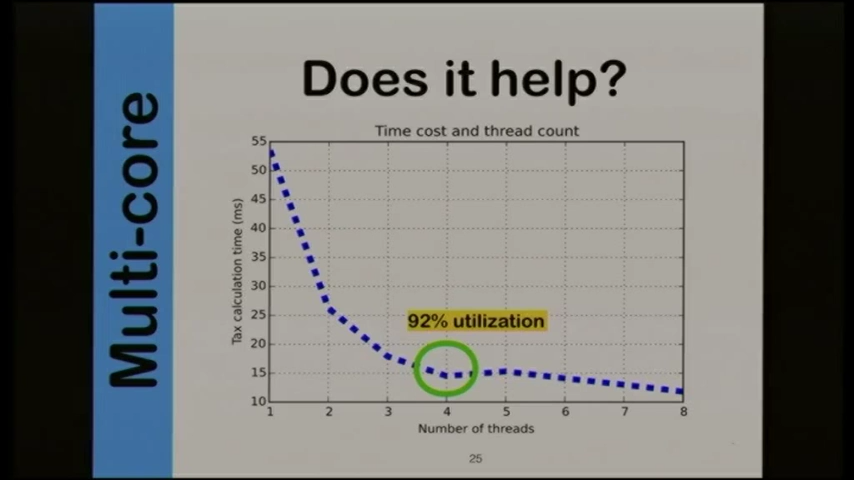 Multi-core
Does it help?
Time cost and thread count
Tax calculation time (ms)
55
50
45
40
35
30
25
20
15
10
92% utilization
1 2 3 4 5 6 7 8
Number of threads
25